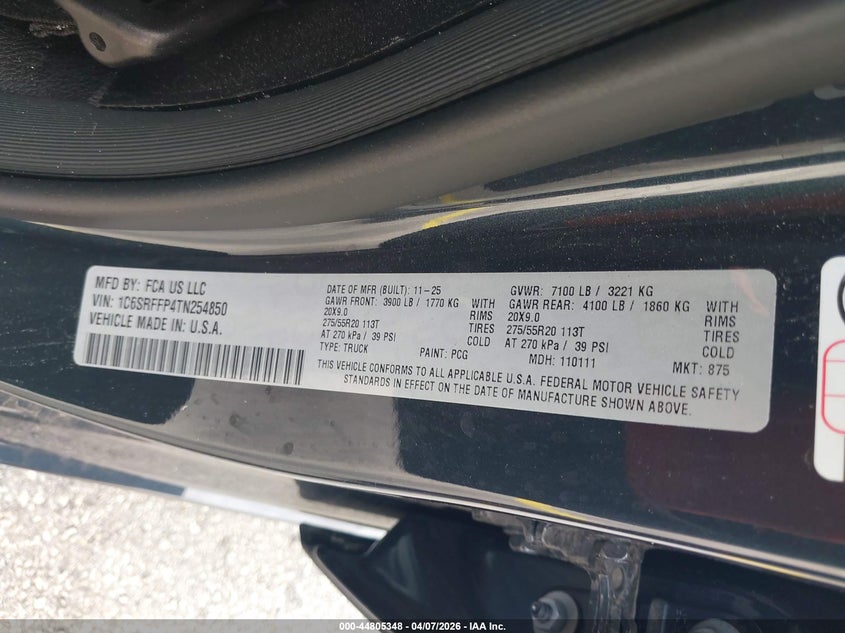 MFD BY: FCA US LLC
VIN: 1C6SRFFP4TN254850
VEHICLE MADE IN U.S.A.
DATE OF MFR (BUILT): 11-25
GAWR FRONT: 3900 LB / 1770 KG
20X9.0 RIMS
275/55R20 113T TIRES
AT 270 kPa / 39 PSI COLD
TYPE: TRUCK PAINT: PCG
GVWR: 7100 LB / 3221 KG
GAWR REAR: 4100 LB / 1860 KG
20X9.0 RIMS
275/55R20 113T TIRES
AT 270 kPa / 39 PSI COLD
MDH: 110111 MKT: 875
THIS VEHICLE CONFORMS TO ALL APPLICABLE U.S.A. FEDERAL MOTOR VEHICLE SAFETY
STANDARDS IN EFFECT ON THE DATE OF MANUFACTURE SHOWN ABOVE.
000-44805348 - 04/07/2026 - IAA Inc.